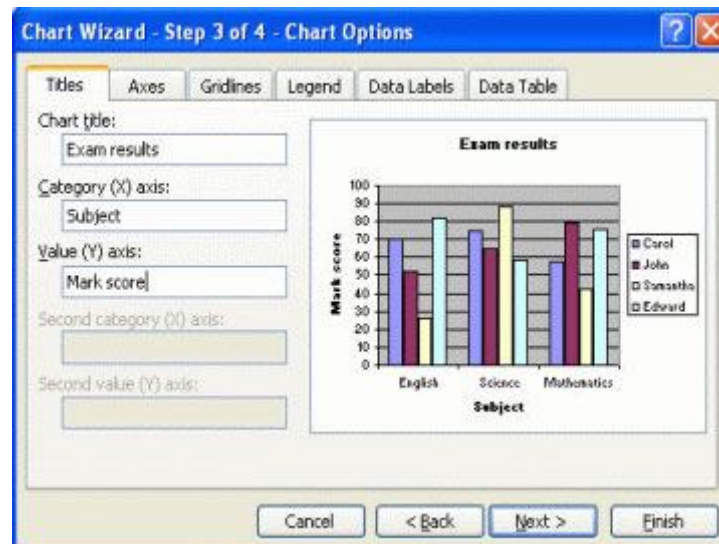 Chart Wizard - Step 3 of 4 - Chart Options
Titles Axes Gridlines Legend Data Labels Data Table
Chart title:
Exam results
Category (X) axis:
Subject
Value (Y) axis:
Mark score
Second category (X) axis:
Second value (Y) axis:
Exam results
Mark score
100
90
80
70
60
50
40
30
20
10
0
English Science Mathematics
Subject
Carol
John
Samantha
Edward
Cancel < Back Next > Finish